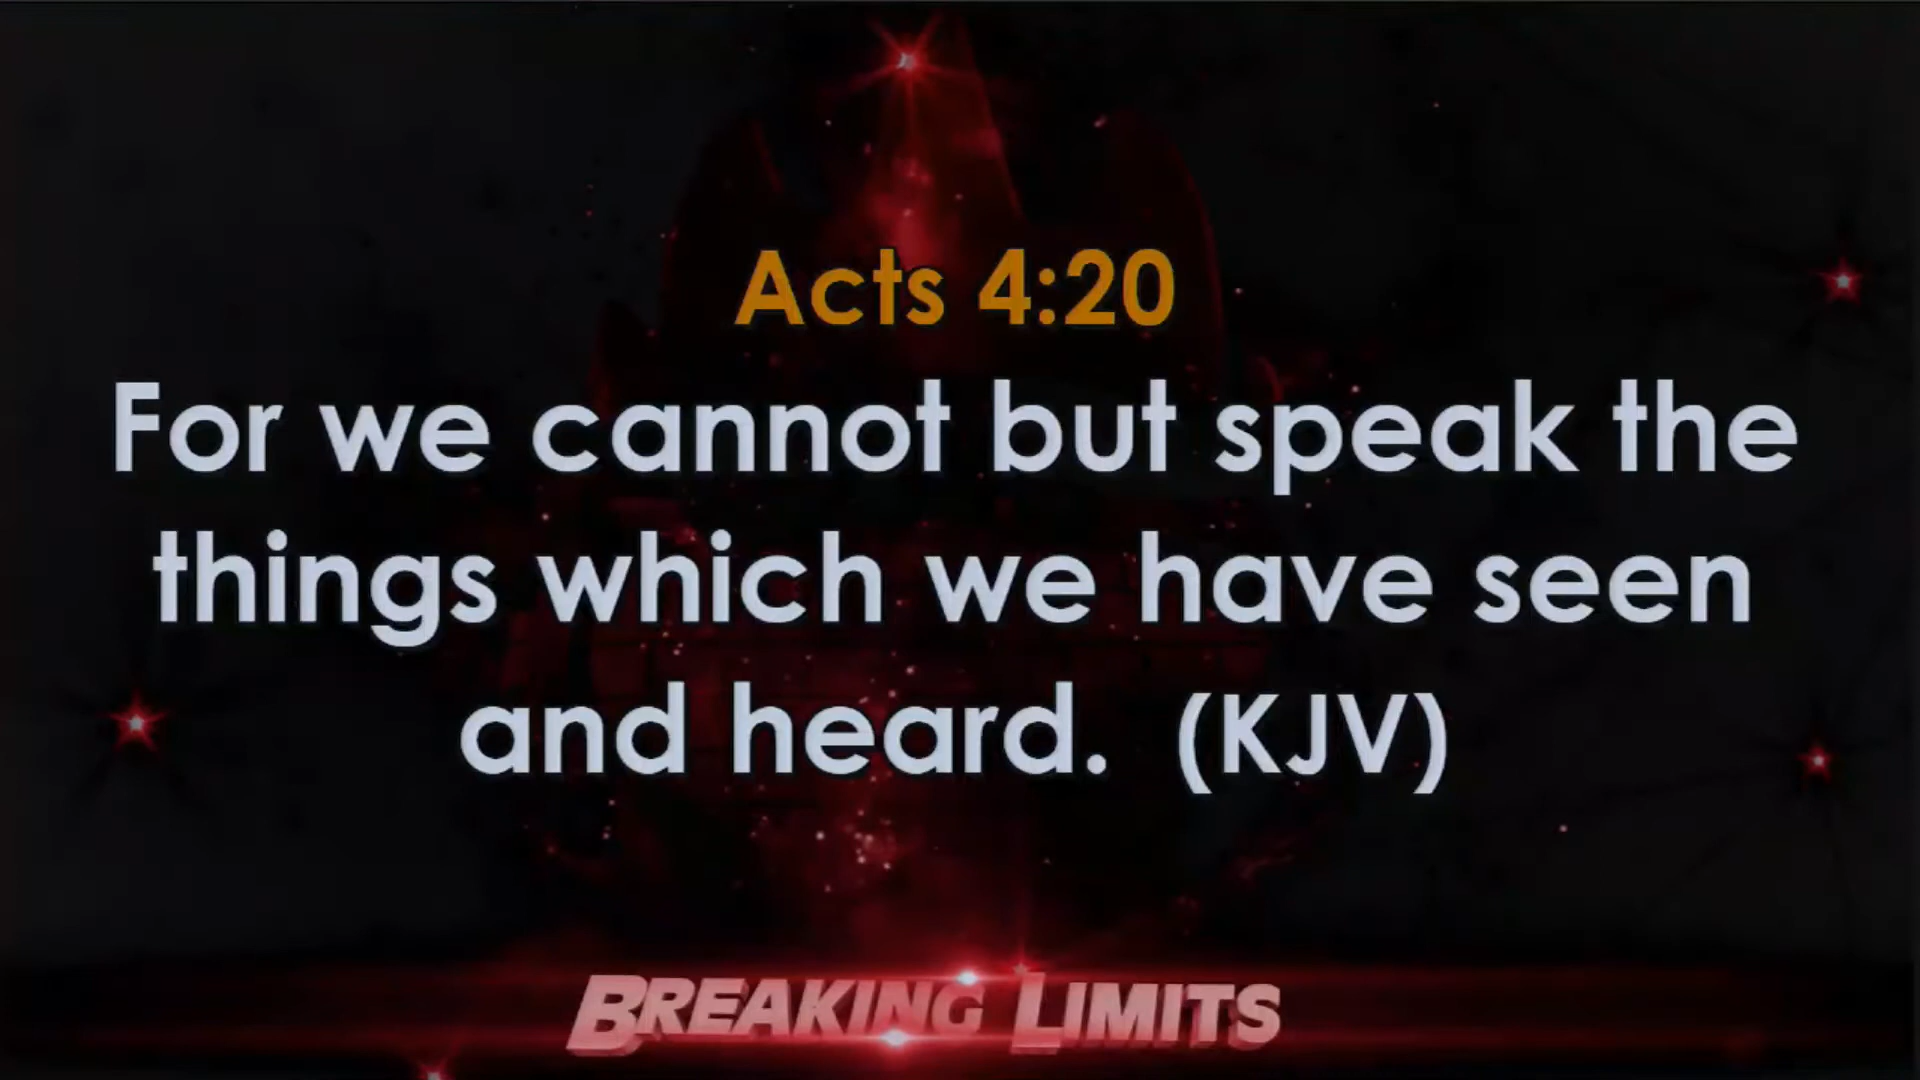 Acts 4:20
For we cannot but speak the
things which we have seen
and heard. (KJV)
BREAKING LIMITS